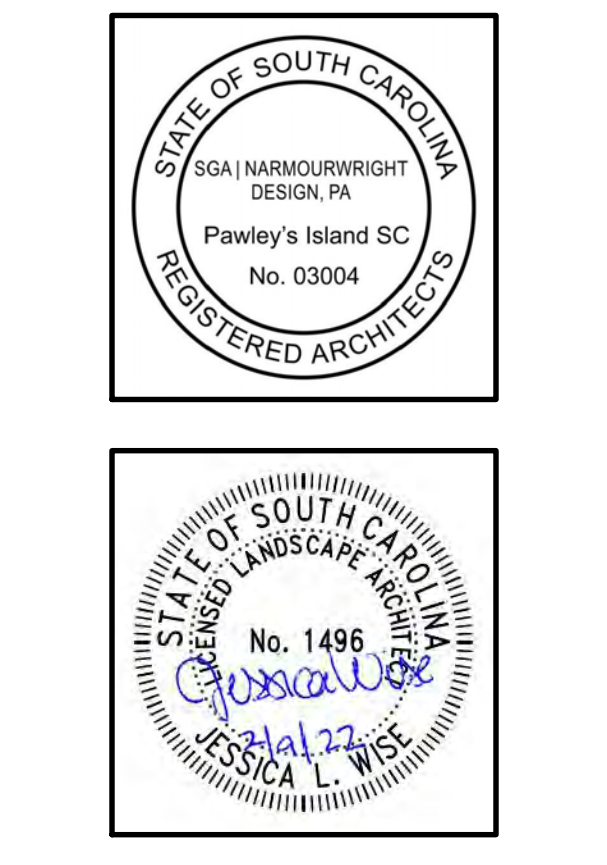 STATE OF SOUTH CAROLINA
SGA | NARMOURWRIGHT
DESIGN, PA
Pawley's Island SC
No. 03004
REGISTERED ARCHITECTS
STATE OF SOUTH CAROLINA
LICENSED LANDSCAPE ARCHITECT
No. 1496
Jessica Wise
2/9/22
JESSICA L. WISE